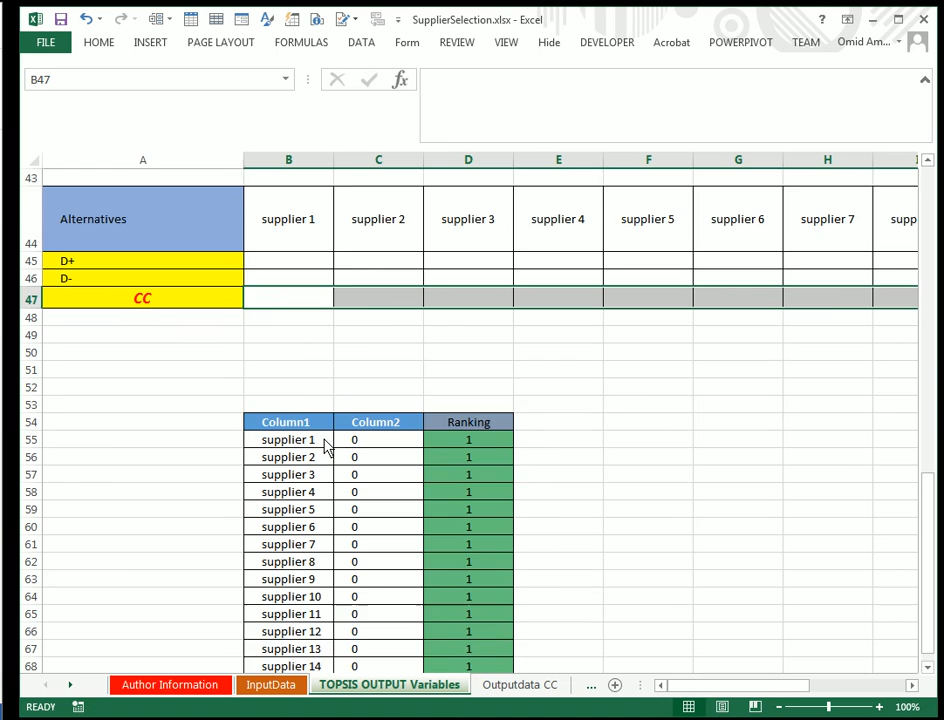 SupplierSelection.xlsx - Excel
?
FILE HOME INSERT PAGE LAYOUT FORMULAS DATA Form REVIEW VIEW Hide DEVELOPER Acrobat POWERPIVOT TEAM Omid Am...
B47 fx
A B C D E F G H I
43
44 Alternatives supplier 1 supplier 2 supplier 3 supplier 4 supplier 5 supplier 6 supplier 7 supp
45 D+
46 D-
47 CC
48
49
50
51
52
53
54 Column1 Column2 Ranking
55 supplier 1 0 1
56 supplier 2 0 1
57 supplier 3 0 1
58 supplier 4 0 1
59 supplier 5 0 1
60 supplier 6 0 1
61 supplier 7 0 1
62 supplier 8 0 1
63 supplier 9 0 1
64 supplier 10 0 1
65 supplier 11 0 1
66 supplier 12 0 1
67 supplier 13 0 1
68 supplier 14 0 1
Author Information InputData TOPSIS OUTPUT Variables Outputdata CC ...
READY 100%